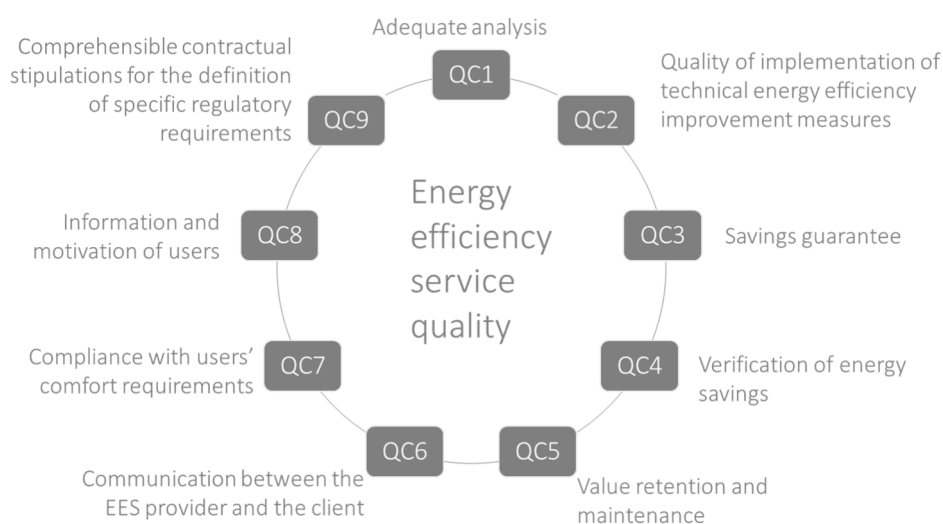 Adequate analysis
QC1
Quality of implementation of
technical energy efficiency
improvement measures
QC2
QC3
Savings guarantee
QC4
Verification of energy
savings
QC5
Value retention and
maintenance
QC6
Communication between the
EES provider and the client
QC7
Compliance with users’
comfort requirements
QC8
Information and
motivation of users
QC9
Comprehensible contractual
stipulations for the definition
of specific regulatory
requirements
Energy
efficiency
service
quality